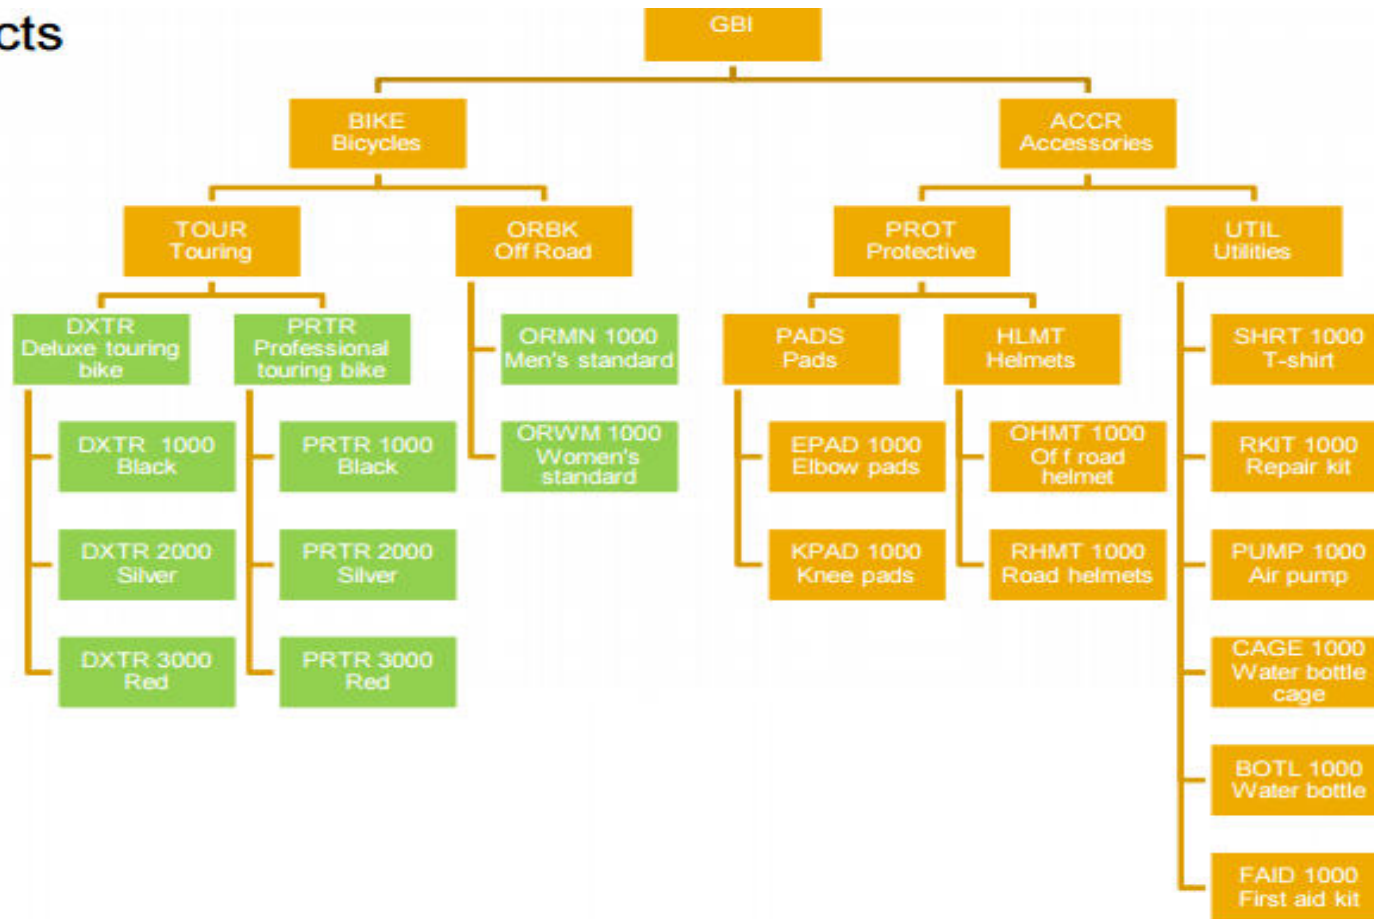 cts
GBI
BIKE
Bicycles
ACCR
Accessories
TOUR
Touring
ORBK
Off Road
PROT
Protective
UTIL
Utilities
DXTR
Deluxe touring
bike
PRTR
Professional
touring bike
ORMN 1000
Men's standard
PADS
Pads
HLMT
Helmets
SHRT 1000
T-shirt
DXTR 1000
Black
PRTR 1000
Black
ORWM 1000
Women's
standard
EPAD 1000
Elbow pads
OHMT 1000
Of f road
helmet
RKIT 1000
Repair kit
DXTR 2000
Silver
PRTR 2000
Silver
KPAD 1000
Knee pads
RHMT 1000
Road helmets
PUMP 1000
Air pump
DXTR 3000
Red
PRTR 3000
Red
CAGE 1000
Water bottle
cage
BOTL 1000
Water bottle
FAID 1000
First aid kit